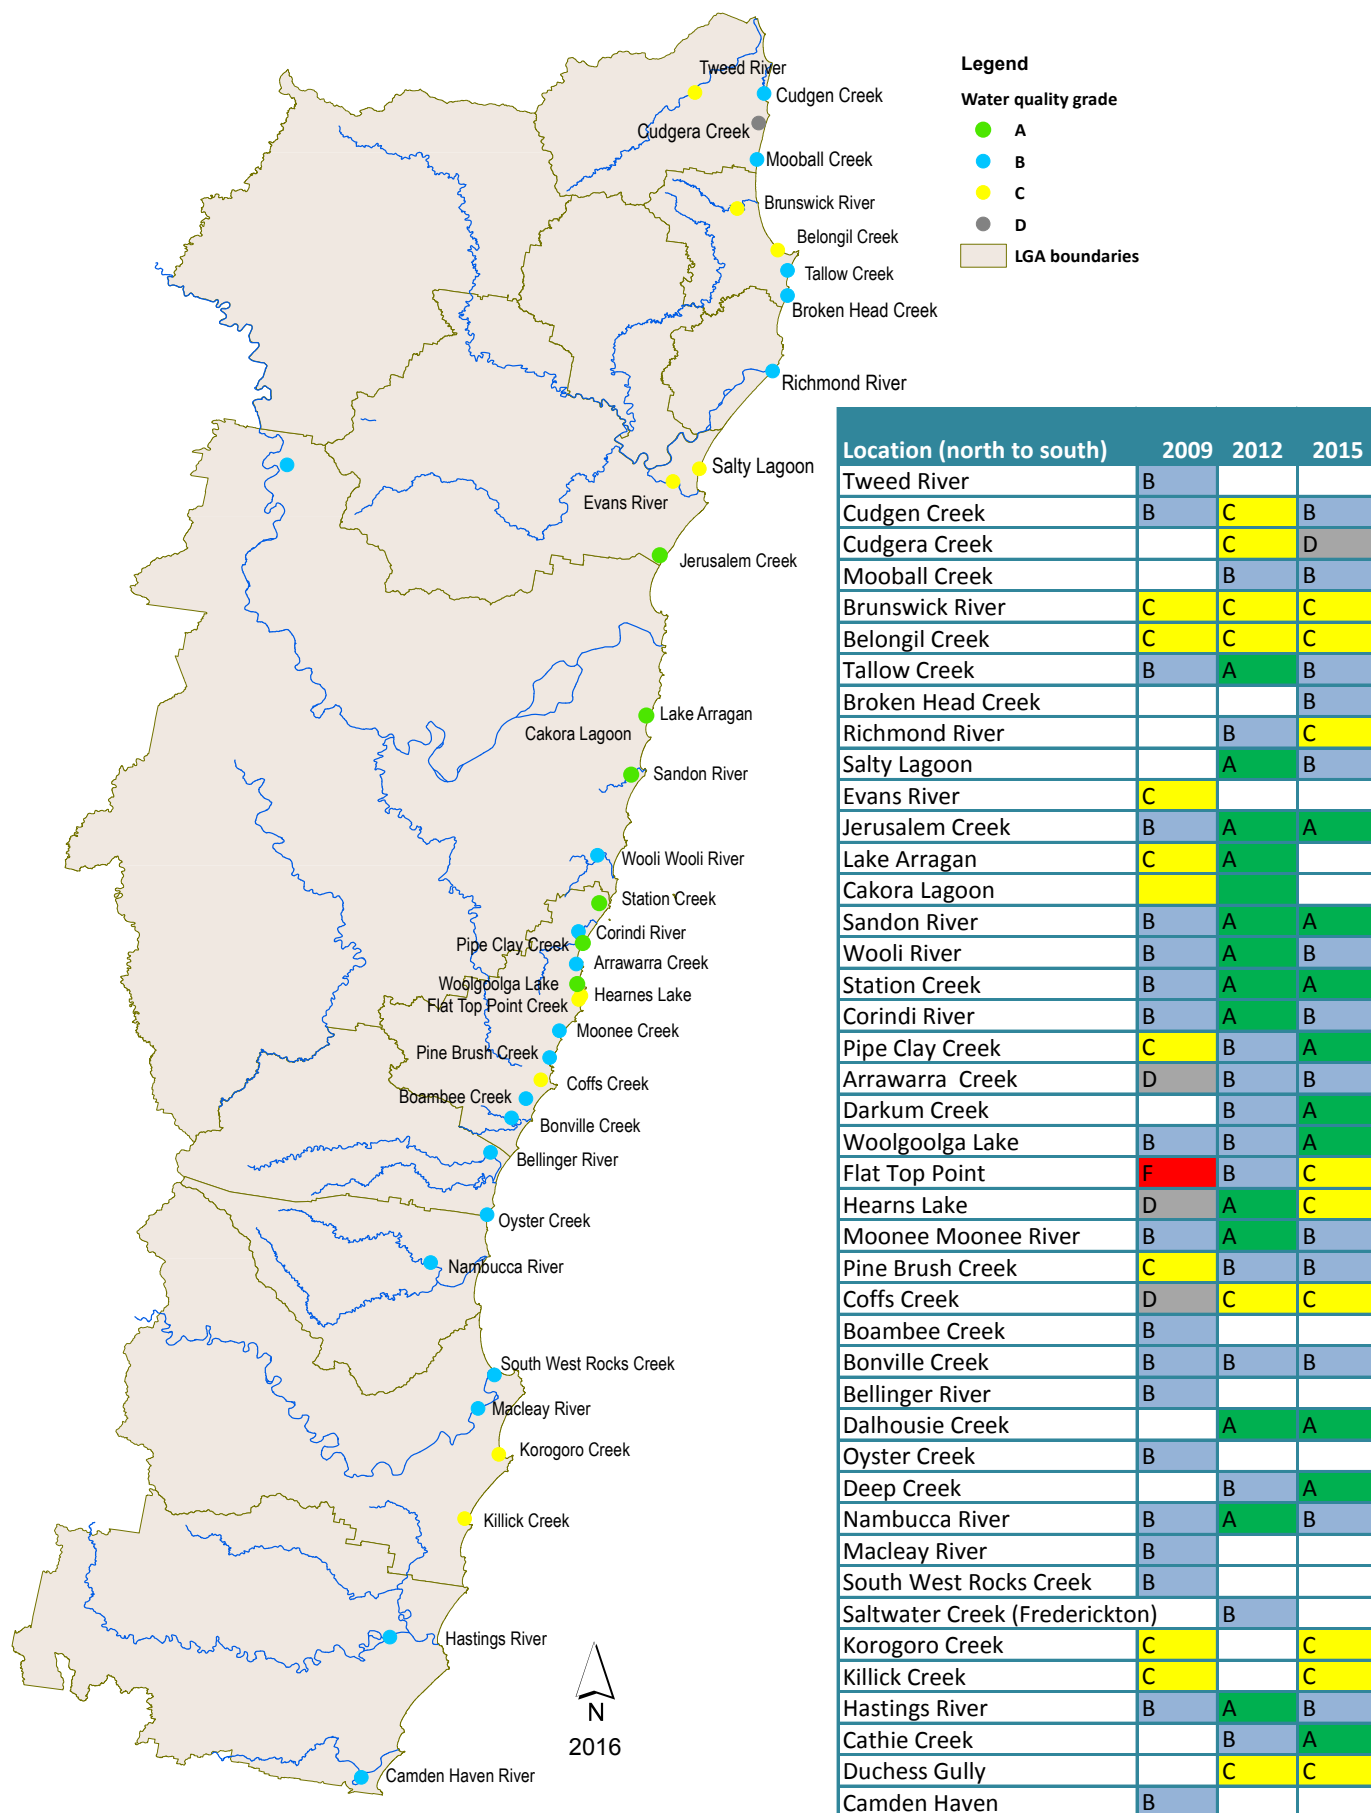 Legend
Water quality grade
A
B
C
D
LGA boundaries
Tweed River
Cudgen Creek
Cudgera Creek
Mooball Creek
Brunswick River
Belongil Creek
Tallow Creek
Broken Head Creek
Richmond River
Salty Lagoon
Evans River
Jerusalem Creek
Lake Arragan
Cakora Lagoon
Sandon River
Wooli Wooli River
Station Creek
Corindi River
Pipe Clay Creek
Arrawarra Creek
Woolgoolga Lake
Hearnes Lake
Flat Top Point Creek
Moonee Creek
Pine Brush Creek
Coffs Creek
Boambee Creek
Bonville Creek
Bellinger River
Oyster Creek
Nambucca River
South West Rocks Creek
Macleay River
Korogoro Creek
Killick Creek
Hastings River
Camden Haven River
N
2016
Location (north to south) 2009 2012 2015
Tweed River B
Cudgen Creek B C B
Cudgera Creek C D
Mooball Creek B B
Brunswick River C C C
Belongil Creek C C C
Tallow Creek B A B
Broken Head Creek B
Richmond River B C
Salty Lagoon A B
Evans River C
Jerusalem Creek B A A
Lake Arragan C A
Cakora Lagoon
Sandon River B A A
Wooli River B A B
Station Creek B A A
Corindi River B A B
Pipe Clay Creek C B A
Arrawarra Creek D B B
Darkum Creek B A
Woolgoolga Lake B B A
Flat Top Point F B C
Hearns Lake D A C
Moonee Moonee River B A B
Pine Brush Creek C B B
Coffs Creek D C C
Boambee Creek B
Bonville Creek B B B
Bellinger River B
Dalhousie Creek A A
Oyster Creek B
Deep Creek B A
Nambucca River B A B
Macleay River B
South West Rocks Creek B
Saltwater Creek (Frederickton) B
Korogoro Creek C C
Killick Creek C C
Hastings River B A B
Cathie Creek B A
Duchess Gully C C
Camden Haven B